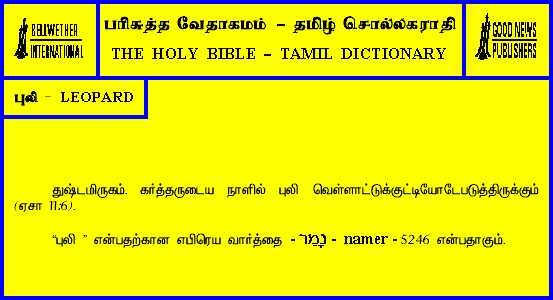 BELLWETHER
INTERNATIONAL
பரிசுத்த வேதாகமம் – தமிழ் சொல்லகராதி
THE HOLY BIBLE – TAMIL DICTIONARY
GOOD NEWS
PUBLISHERS
புலி – LEOPARD
துஷ்டமிருகம். கர்த்தருடைய நாளில் புலி வெள்ளாட்டுக்குட்டியோடேபடுத்திருக்கும்
(ஏசா 11:6).
“புலி ” என்பதற்கான எபிரெய வார்த்தை - נָמֵר - namer - 5246 என்பதாகும்.